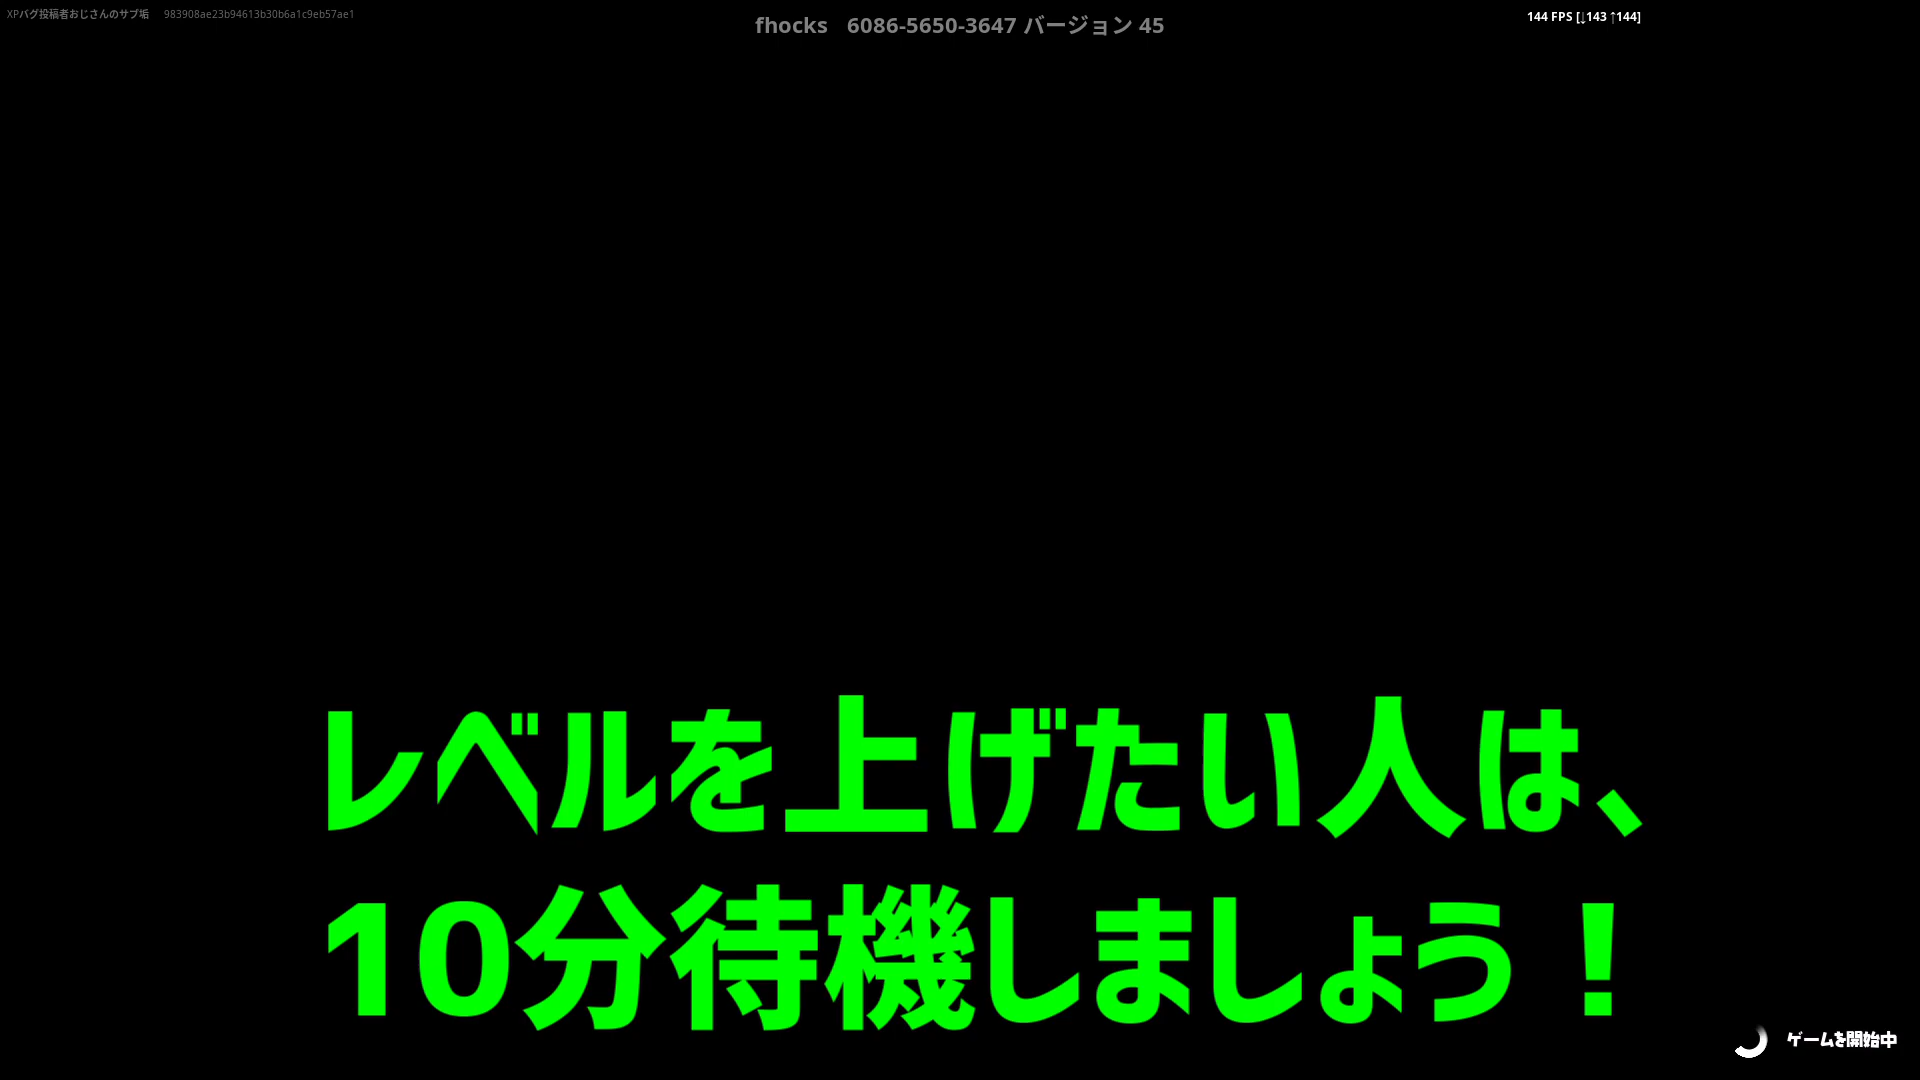 XPバグ投稿者おじさんのサブ垢 983908ae23b94613b30b6a1c9eb57ae1
fhocks 6086-5650-3647 バージョン 45
144 FPS [↓143 ↑144]
レベルを上げたい人は、
10分待機しましょう！
ゲームを開始中